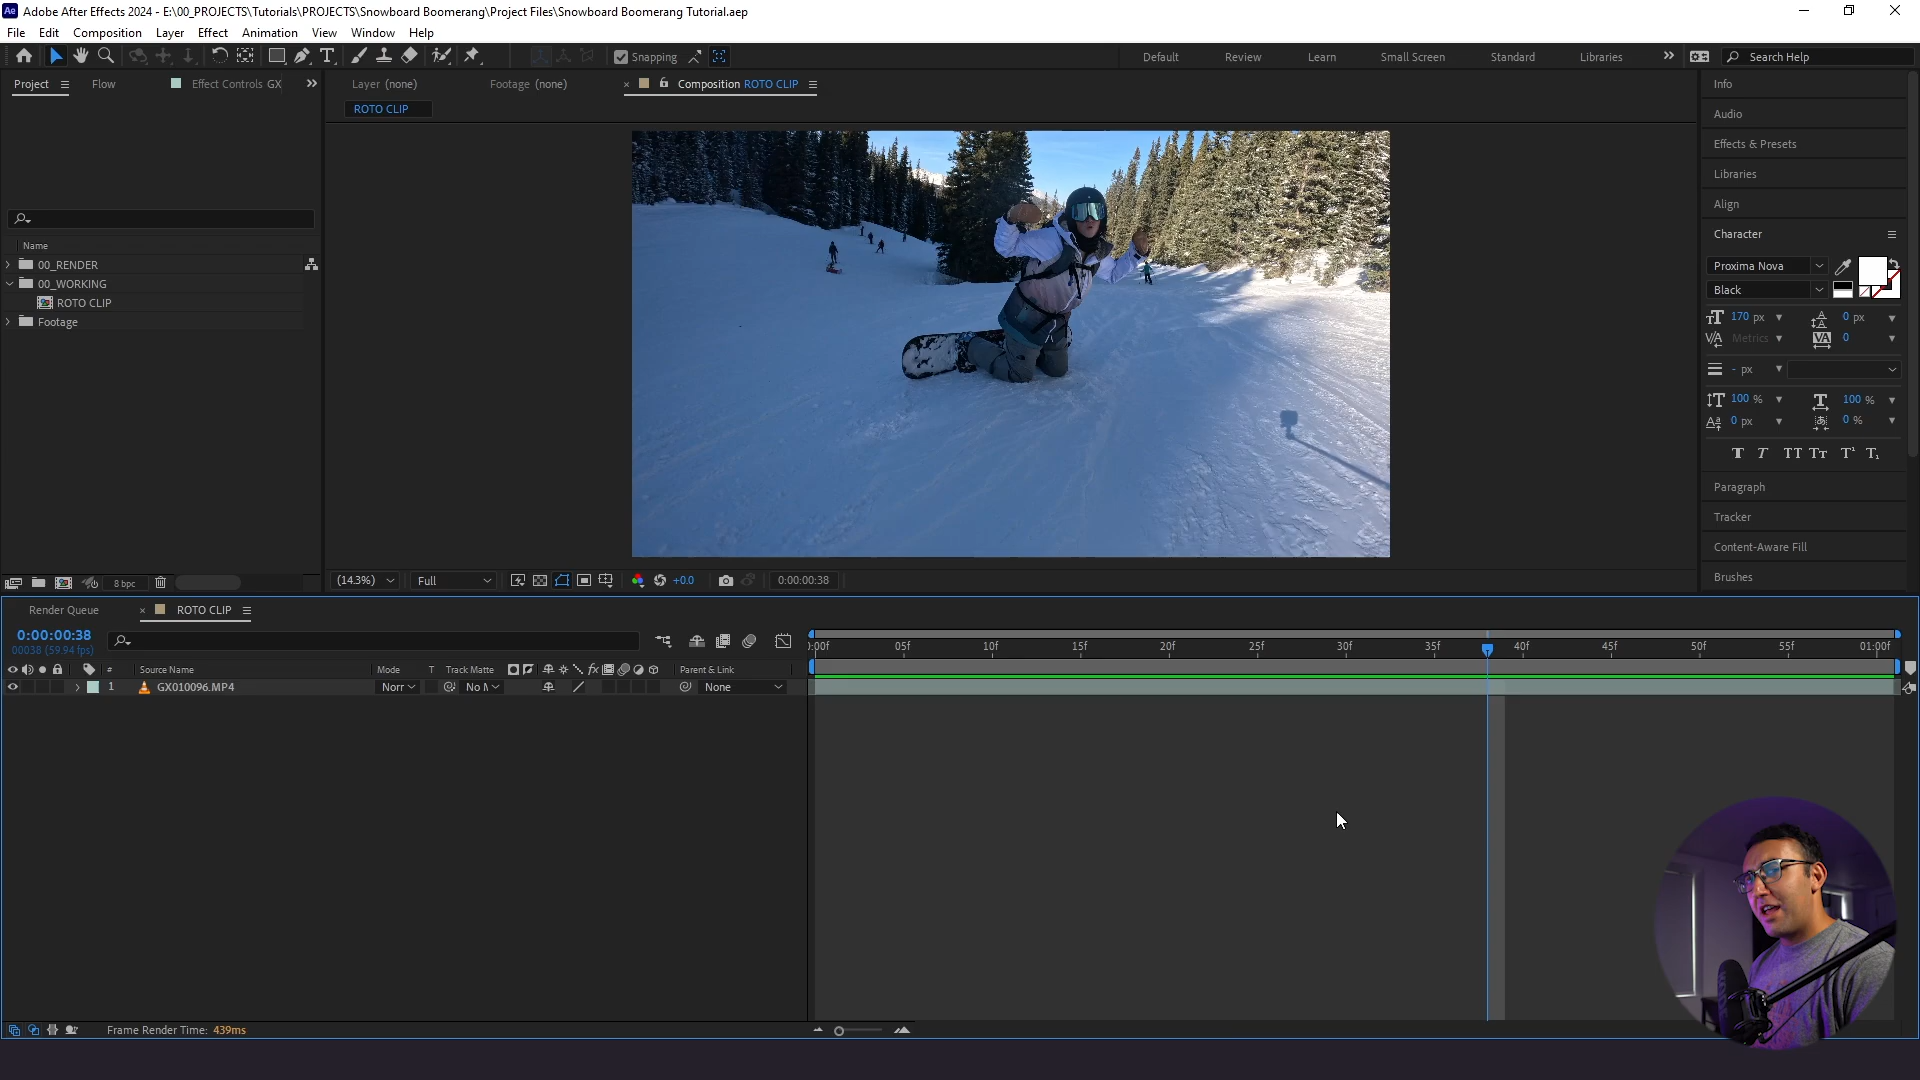 Adobe After Effects 2024 - E:\00_PROJECTS\Tutorials\PROJECTS\Snowboard Boomerang\Project Files\Snowboard Boomerang Tutorial.aep
File Edit Composition Layer Effect Animation View Window Help
Snapping Default Review Learn Small Screen Standard Libraries Search Help
Project Flow Effect Controls GX Layer (none) Footage (none) Composition ROTO CLIP
ROTO CLIP
Name
00_RENDER
00_WORKING
ROTO CLIP
Footage
8 bpc
(14.3%) Full +0.0 0:00:00:38
Info
Audio
Effects & Presets
Libraries
Align
Character
Proxima Nova
Black
170 px 0 px
Metrics 0
- px
100 % 100 %
0 px 0 %
Paragraph
Tracker
Content-Aware Fill
Brushes
Render Queue ROTO CLIP
0:00:00:38
00038 (59.94 fps)
:00f 05f 10f 15f 20f 25f 30f 35f 40f 45f 50f 55f 01:00f
# Source Name Mode T Track Matte fx Parent & Link
1 GX010096.MP4 Norr No M None
Frame Render Time: 439ms